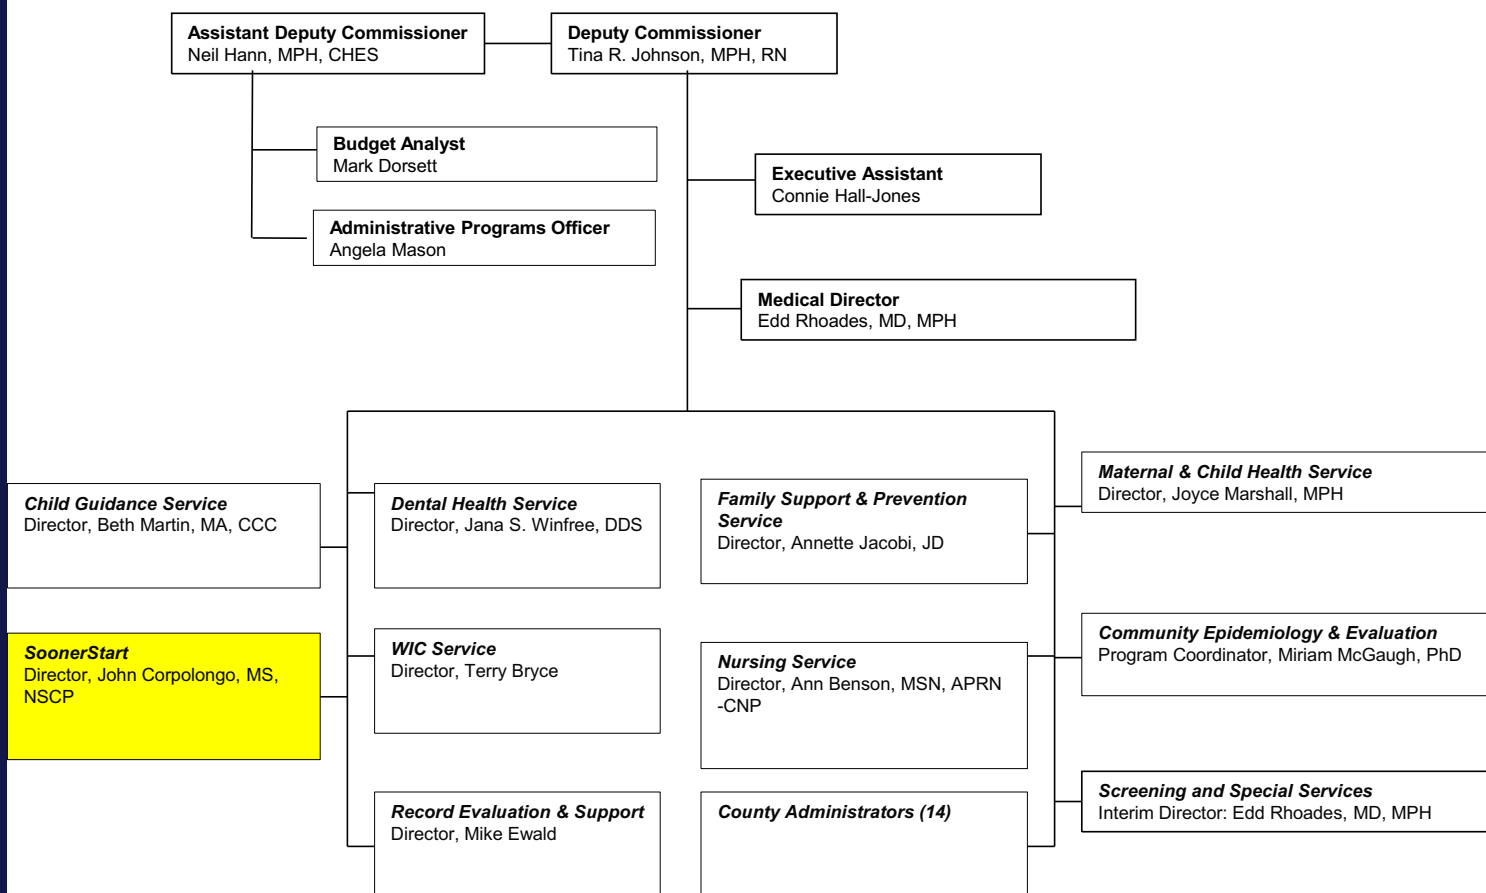 Assistant Deputy Commissioner
Neil Hann, MPH, CHES
Deputy Commissioner
Tina R. Johnson, MPH, RN
Budget Analyst
Mark Dorsett
Executive Assistant
Connie Hall-Jones
Administrative Programs Officer
Angela Mason
Medical Director
Edd Rhoades, MD, MPH
Child Guidance Service
Director, Beth Martin, MA, CCC
Dental Health Service
Director, Jana S. Winfree, DDS
Family Support & Prevention
Service
Director, Annette Jacobi, JD
Maternal & Child Health Service
Director, Joyce Marshall, MPH
SoonerStart
Director, John Corpolongo, MS,
NSCP
WIC Service
Director, Terry Bryce
Nursing Service
Director, Ann Benson, MSN, APRN
-CNP
Community Epidemiology & Evaluation
Program Coordinator, Miriam McGaugh, PhD
Record Evaluation & Support
Director, Mike Ewald
County Administrators (14)
Screening and Special Services
Interim Director: Edd Rhoades, MD, MPH